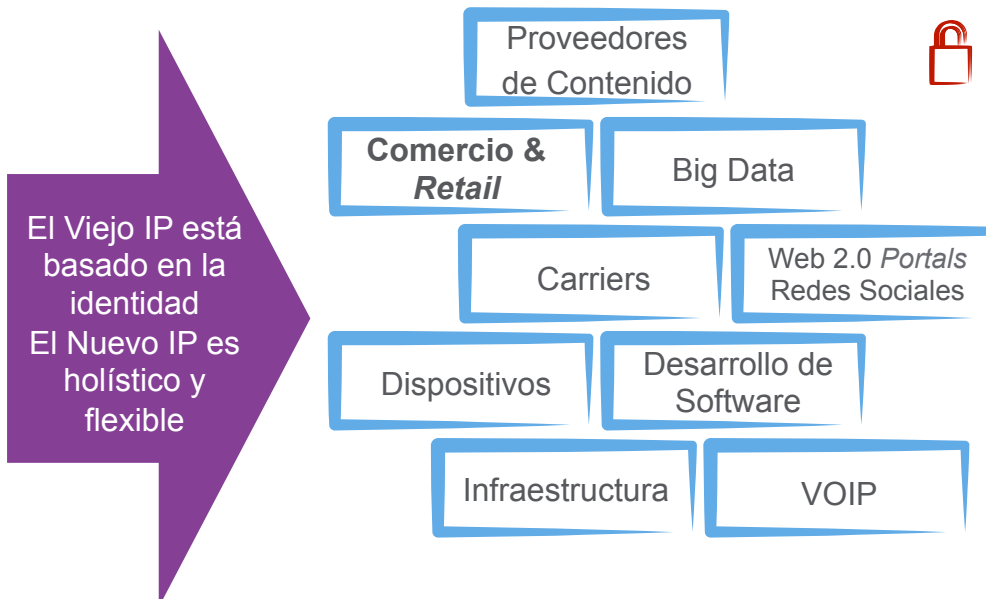 El Viejo IP está
basado en la
identidad
El Nuevo IP es
holístico y
flexible
Proveedores
de Contenido
Comercio &
Retail
Big Data
Carriers
Web 2.0 Portals
Redes Sociales
Dispositivos
Desarrollo de
Software
Infraestructura
VOIP